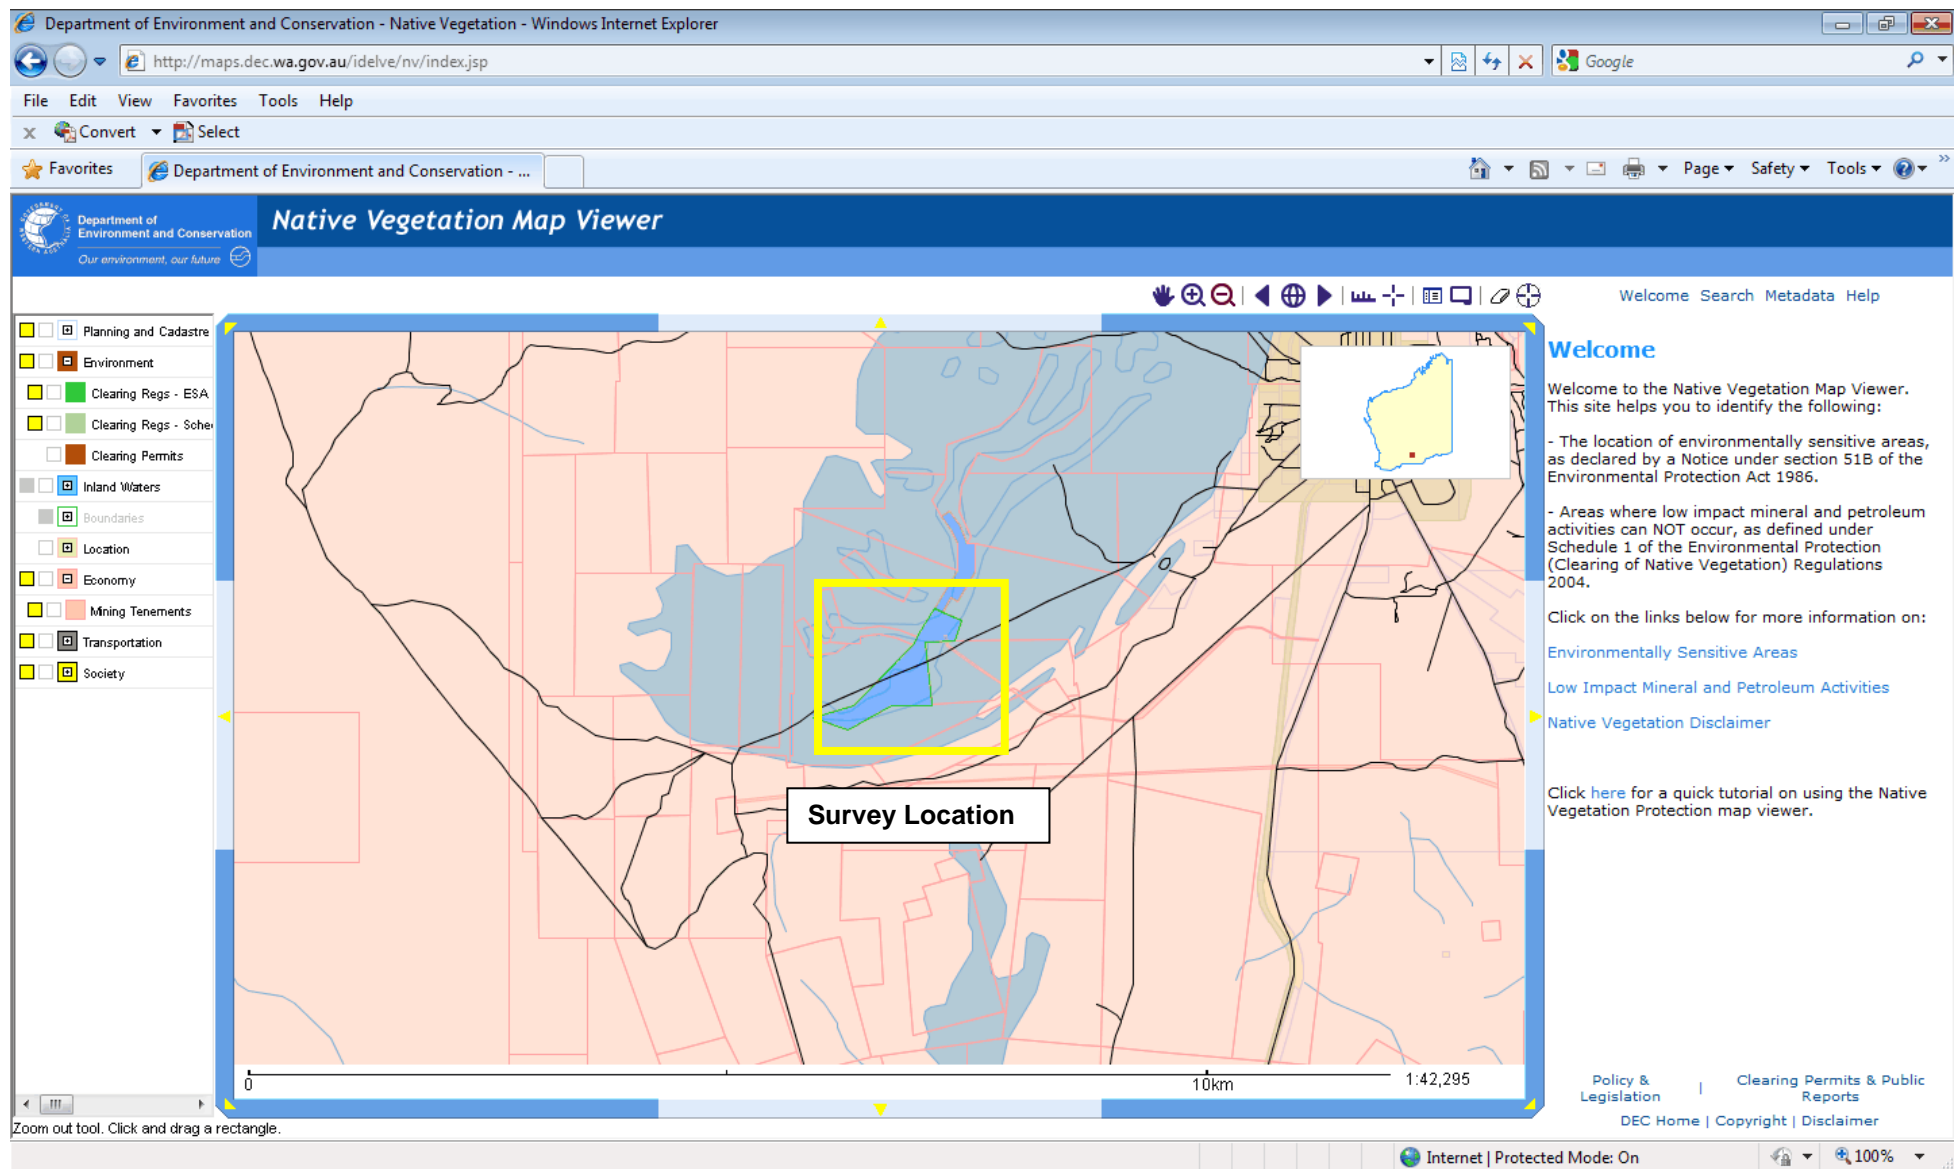 Department of Environment and Conservation - Native Vegetation - Windows Internet Explorer
http://maps.dec.wa.gov.au/idelve/nv/index.jsp
Google
File Edit View Favorites Tools Help
x Convert Select
Favorites
Department of Environment and Conservation - ...
Page Safety Tools
Department of
Environment and Conservation
Our environment, our future
Native Vegetation Map Viewer
Welcome Search Metadata Help
Planning and Cadastre
Environment
Clearing Regs - ESA
Clearing Regs - Sche
Clearing Permits
Inland Waters
Boundaries
Location
Economy
Mining Tenements
Transportation
Society
Survey Location
0
10km
1:42,295
Welcome
Welcome to the Native Vegetation Map Viewer.
This site helps you to identify the following:
- The location of environmentally sensitive areas,
as declared by a Notice under section 51B of the
Environmental Protection Act 1986.
- Areas where low impact mineral and petroleum
activities can NOT occur, as defined under
Schedule 1 of the Environmental Protection
(Clearing of Native Vegetation) Regulations
2004.
Click on the links below for more information on:
Environmentally Sensitive Areas
Low Impact Mineral and Petroleum Activities
Native Vegetation Disclaimer
Click here for a quick tutorial on using the Native
Vegetation Protection map viewer.
Policy &
Legislation
|
Clearing Permits & Public
Reports
DEC Home | Copyright | Disclaimer
Zoom out tool. Click and drag a rectangle.
Internet | Protected Mode: On
100%